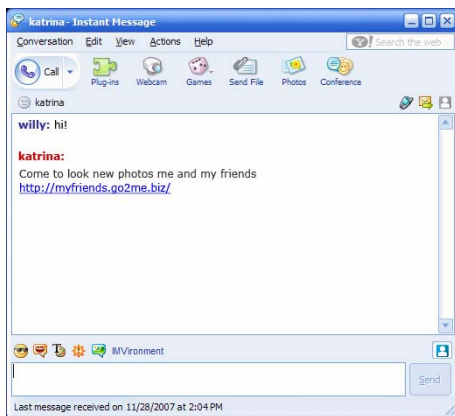 katrina - Instant Message
Conversation Edit View Actions Help
Y! Search the web
Call Plug-ins Webcam Games Send File Photos Conference
katrina
willy: hi!
katrina:
Come to look new photos me and my friends
http://myfriends.go2me.biz/
IMVironment
Send
Last message received on 11/28/2007 at 2:04 PM